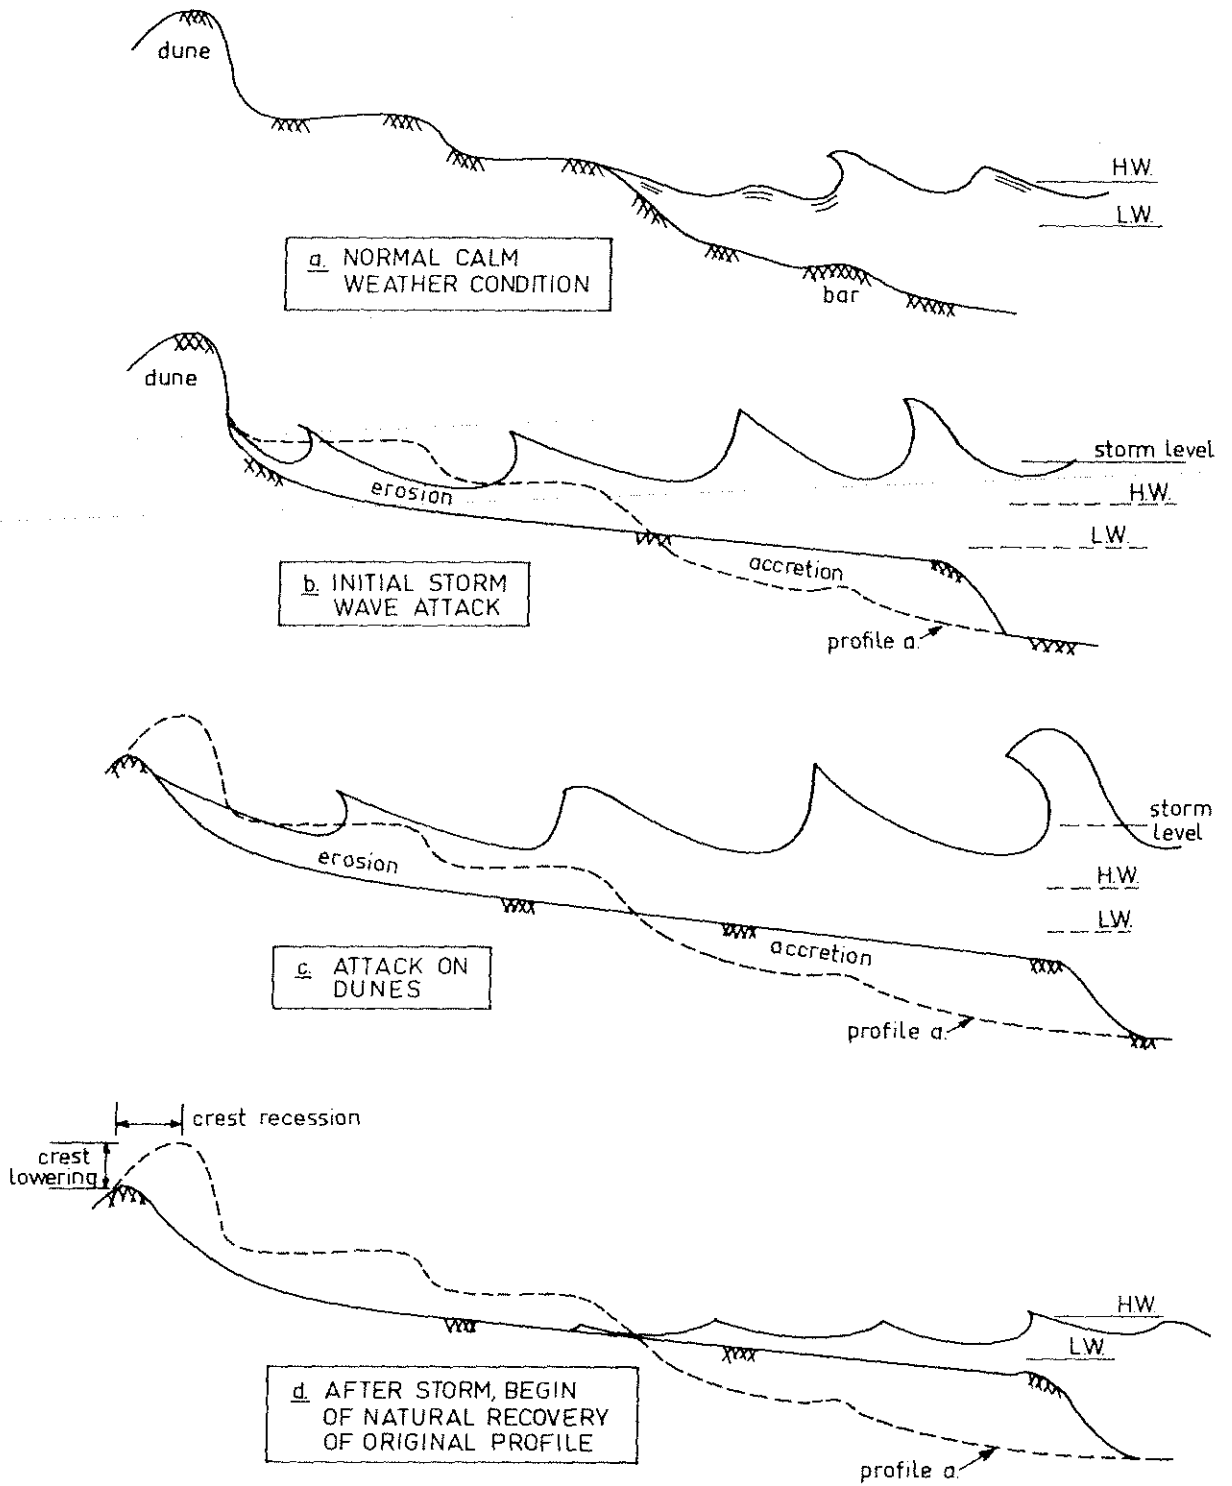 dune
H.W.
L.W.
a. NORMAL CALM
WEATHER CONDITION
bar
dune
storm level
erosion
H.W.
L.W.
accretion
b. INITIAL STORM
WAVE ATTACK
profile a.
storm
level
erosion
H.W.
L.W.
accretion
c. ATTACK ON
DUNES
profile a.
crest recession
crest
lowering
H.W.
L.W.
d. AFTER STORM, BEGIN
OF NATURAL RECOVERY
OF ORIGINAL PROFILE
profile a.